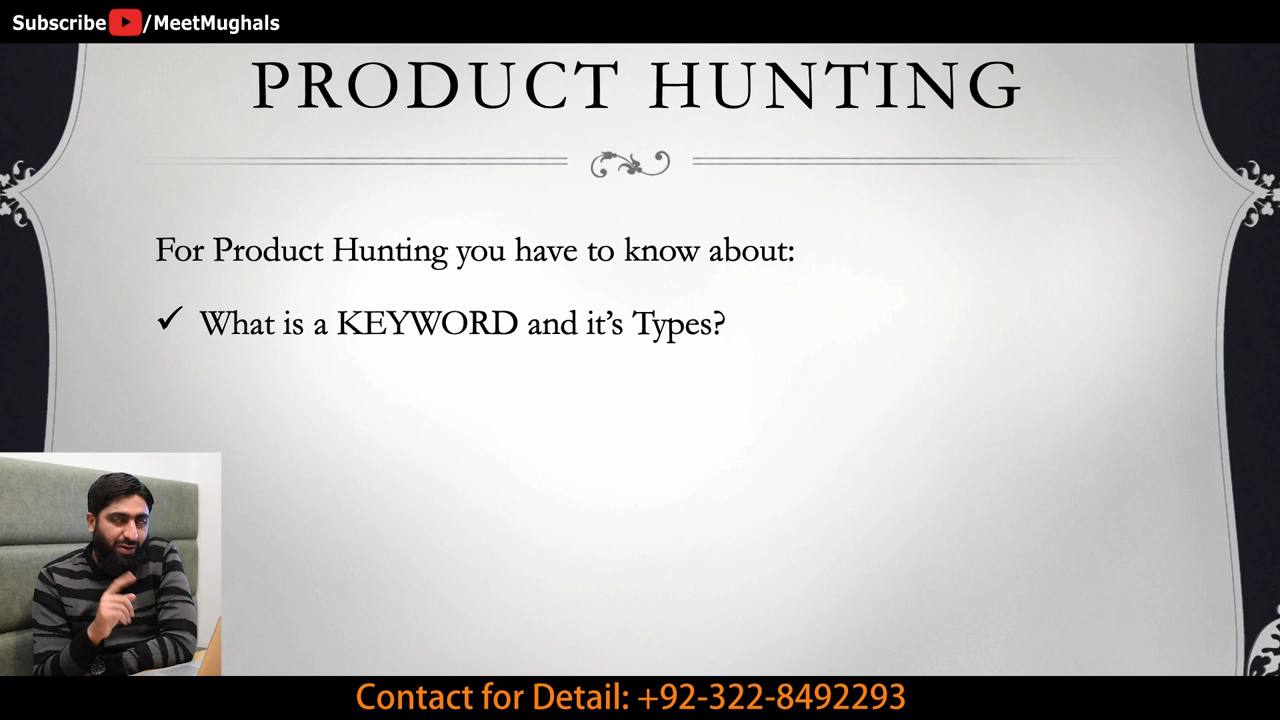 Subscribe /MeetMughals
PRODUCT HUNTING
For Product Hunting you have to know about:
✓ What is a KEYWORD and it's Types?
Contact for Detail: +92-322-8492293